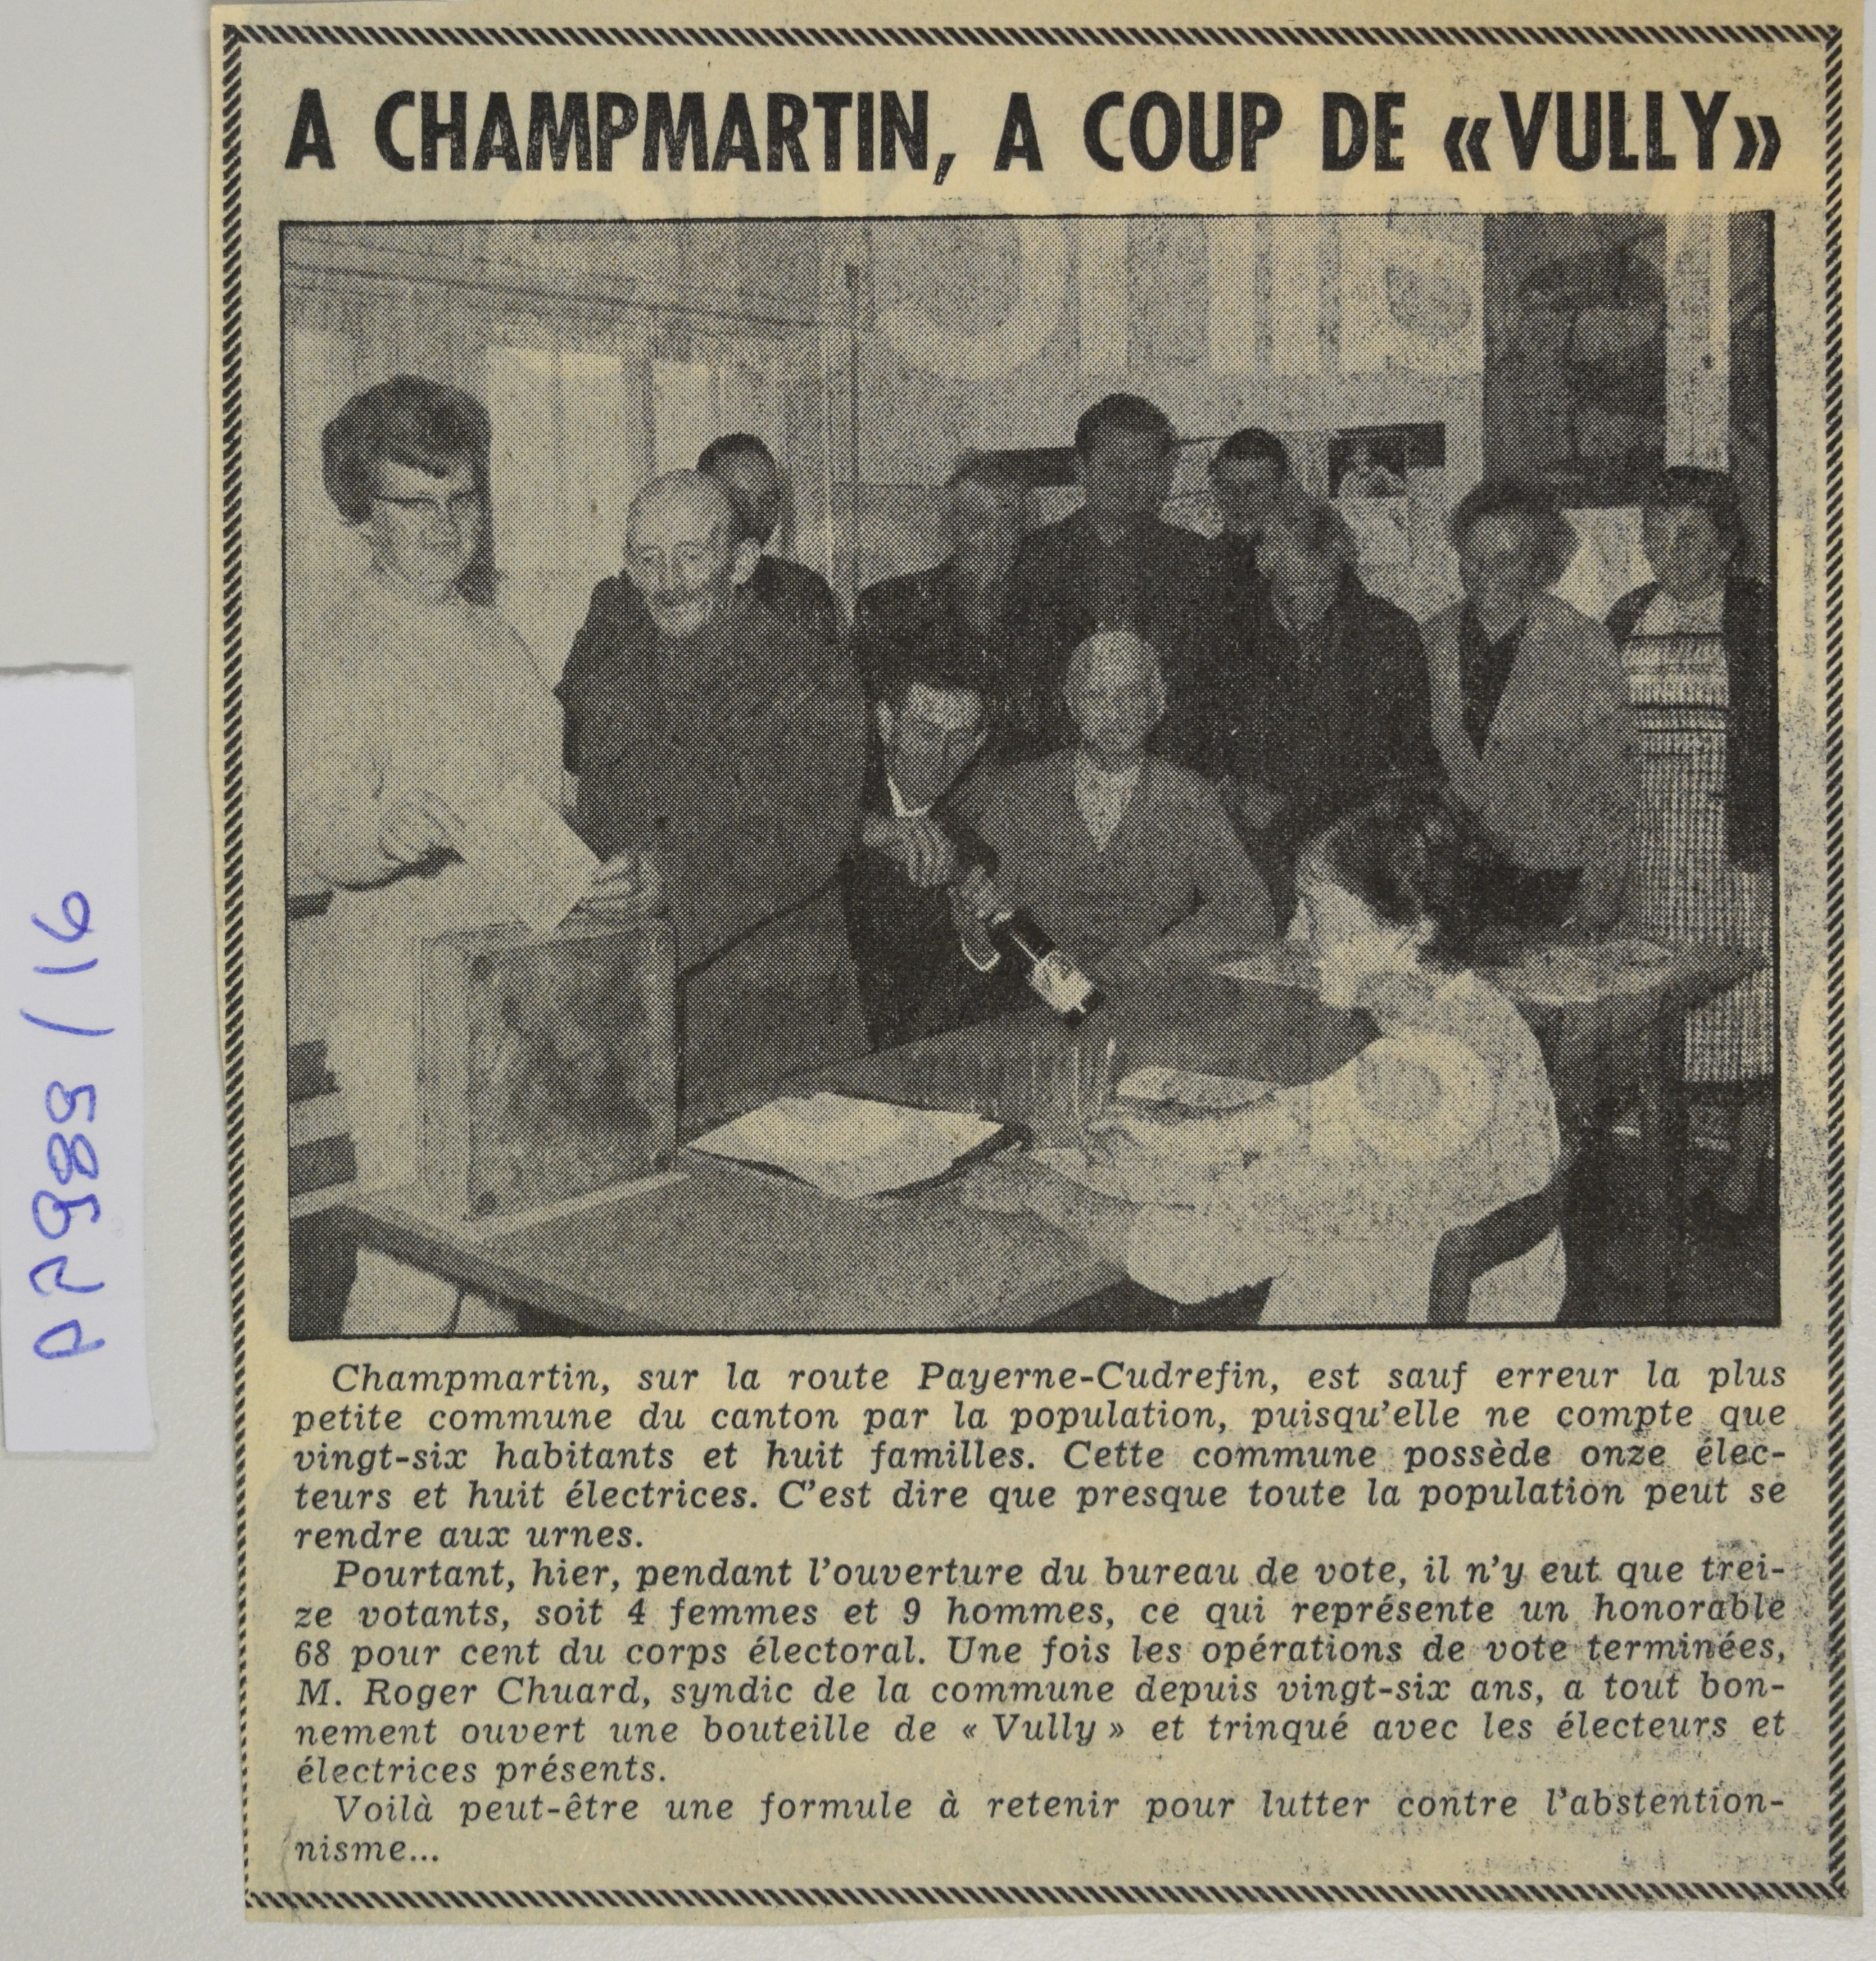 A CHAMPMARTIN, A COUP DE «VULLY»
Champmartin, sur la route Payerne-Cudrefin, est sauf erreur la plus
petite commune du canton par la population, puisqu'elle ne compte que
vingt-six habitants et huit familles. Cette commune possède onze élec-
teurs et huit électrices. C'est dire que presque toute la population peut se
rendre aux urnes.
Pourtant, hier, pendant l'ouverture du bureau de vote, il n'y eut que trei-
ze votants, soit 4 femmes et 9 hommes, ce qui représente un honorable
68 pour cent du corps électoral. Une fois les opérations de vote terminées,
M. Roger Chuard, syndic de la commune depuis vingt-six ans, a tout bon-
nement ouvert une bouteille de « Vully » et trinqué avec les électeurs et
électrices présents.
Voilà peut-être une formule à retenir pour lutter contre l'abstention-
nisme...